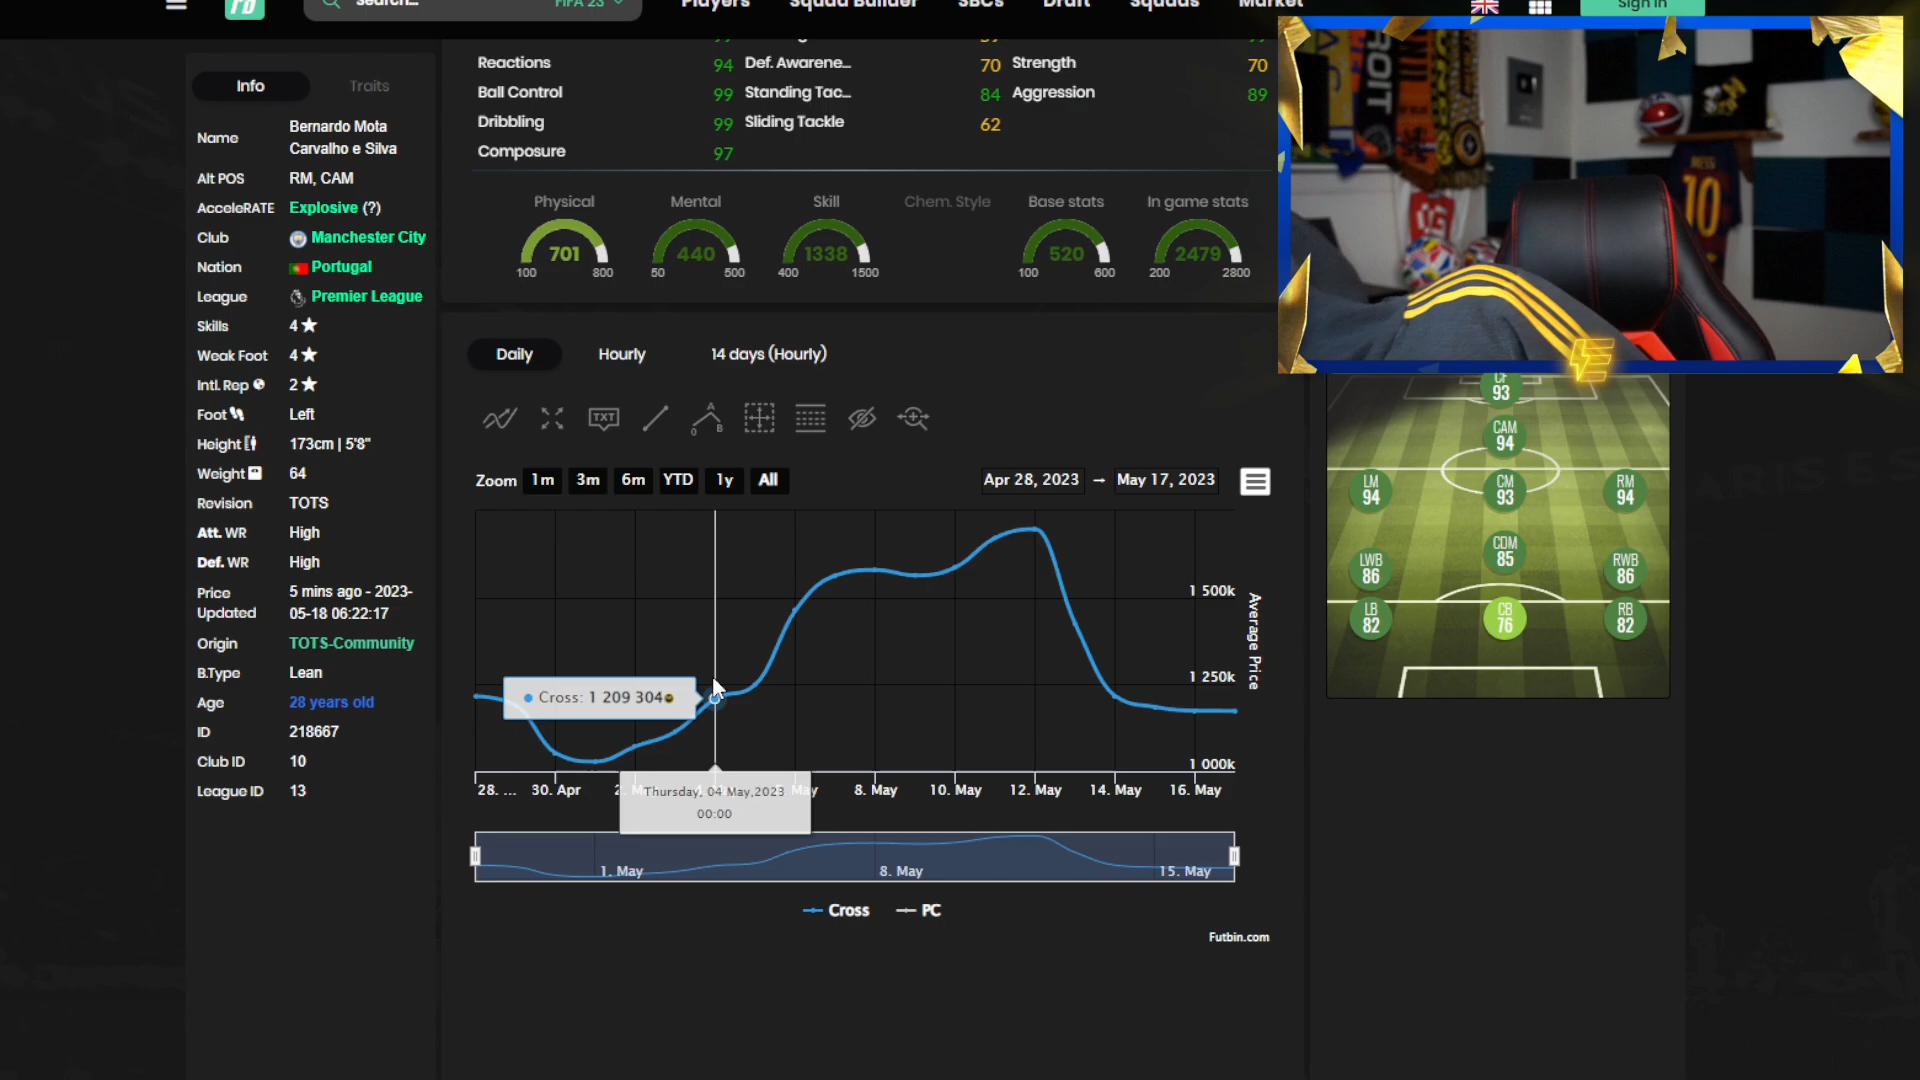 Search...
FIFA 23
Players
Squad Builder
SBCs
Draft
Squads
Market
Sign in
Info
Traits
Name
Bernardo Mota
Carvalho e Silva
Alt POS
RM, CAM
AcceleRATE
Explosive (?)
Club
Manchester City
Nation
Portugal
League
Premier League
Skills
4
Weak Foot
4
Intl. Rep
2
Foot
Left
Height
173cm | 5'8"
Weight
64
Revision
TOTS
Att. WR
High
Def. WR
High
Price
Updated
5 mins ago - 2023-
05-18 06:22:17
Origin
TOTS-Community
B.Type
Lean
Age
28 years old
ID
218667
Club ID
10
League ID
13
Reactions
94
Def. Awarene...
70
Strength
70
Ball Control
99
Standing Tac...
84
Aggression
89
Dribbling
99
Sliding Tackle
62
Composure
97
Physical
701
100
800
Mental
440
50
500
Skill
1338
400
1500
Chem. Style
Base stats
520
100
600
In game stats
2479
200
2800
Daily
Hourly
14 days (Hourly)
TXT
A
0
B
Zoom
1m
3m
6m
YTD
1y
All
Apr 28, 2023
→
May 17, 2023
1 500k
1 250k
1 000k
Average Price
Cross: 1 209 304
28. ...
30. Apr
Thursday, 04 May,2023
00:00
8. May
10. May
12. May
14. May
16. May
1. May
8. May
15. May
Cross
PC
Futbin.com
CF
93
CAM
94
LM
94
CM
93
RM
94
CDM
85
LWB
86
RWB
86
LB
82
CB
76
RB
82
10